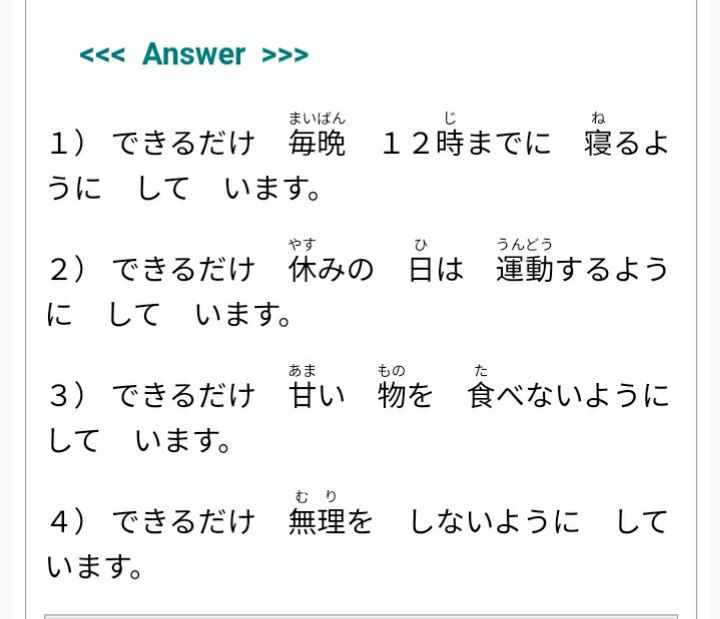 <<< Answer >>>
まいばん じ ね
１） できるだけ　毎晩　１２時までに　寝るよ
うに　して　います。
やす ひ うんどう
２） できるだけ　休みの　日は　運動するよう
に　して　います。
あま もの た
３） できるだけ　甘い　物を　食べないように
して　います。
む り
４） できるだけ　無理を　しないように　して
います。